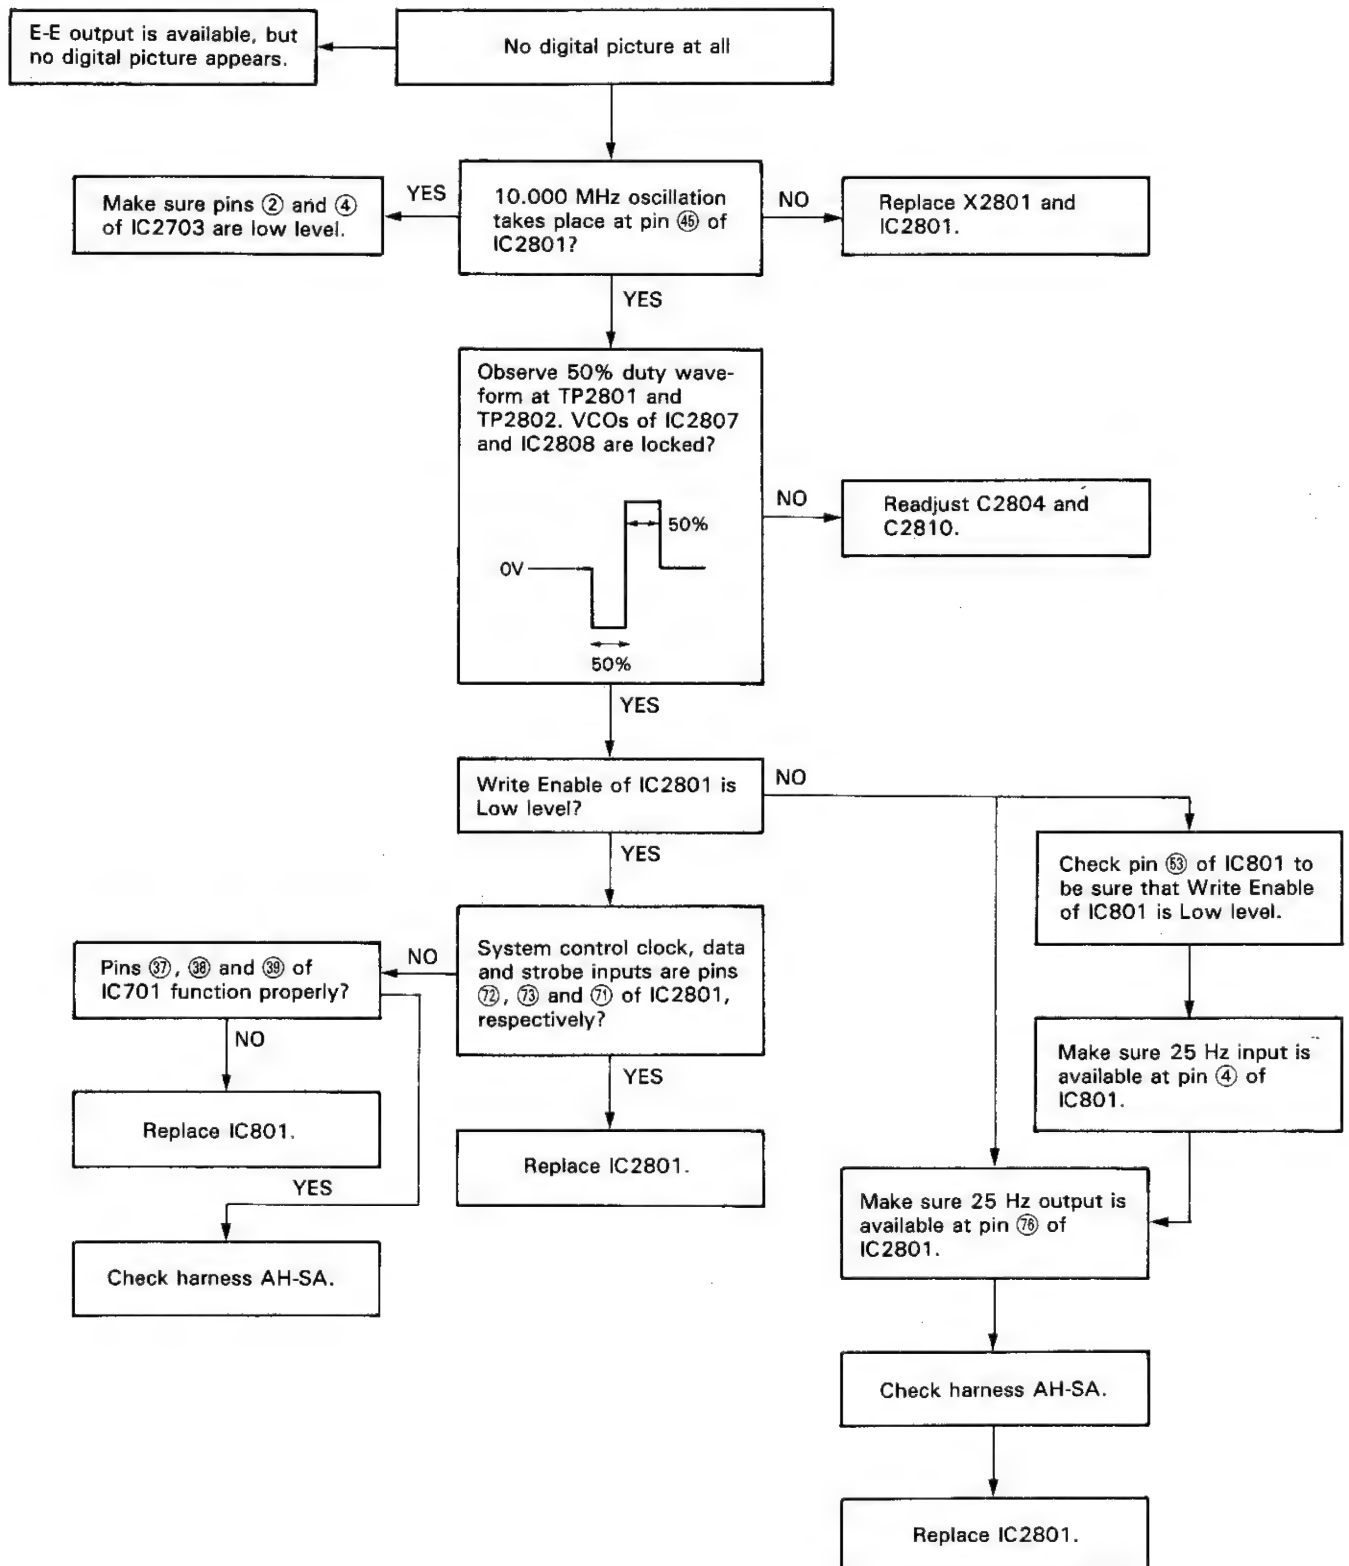 E-E output is available, but
no digital picture appears.
No digital picture at all
Make sure pins ② and ④
of IC2703 are low level.
YES
10.000 MHz oscillation
takes place at pin ㊺ of
IC2801?
NO
Replace X2801 and
IC2801.
YES
Observe 50% duty wave-
form at TP2801 and
TP2802. VCOs of IC2807
and IC2808 are locked?
50%
0V
50%
NO
Readjust C2804 and
C2810.
YES
Write Enable of IC2801 is
Low level?
NO
YES
Check pin 53 of IC801 to
be sure that Write Enable
of IC801 is Low level.
Pins ㊲, ㊳ and ㊴ of
IC701 function properly?
NO
System control clock, data
and strobe inputs are pins
72, 73 and 71 of IC2801,
respectively?
NO
YES
Make sure 25 Hz input is
available at pin ④ of
IC801.
Replace IC801.
YES
Replace IC2801.
Make sure 25 Hz output is
available at pin 76 of
IC2801.
Check harness AH-SA.
Check harness AH-SA.
Replace IC2801.